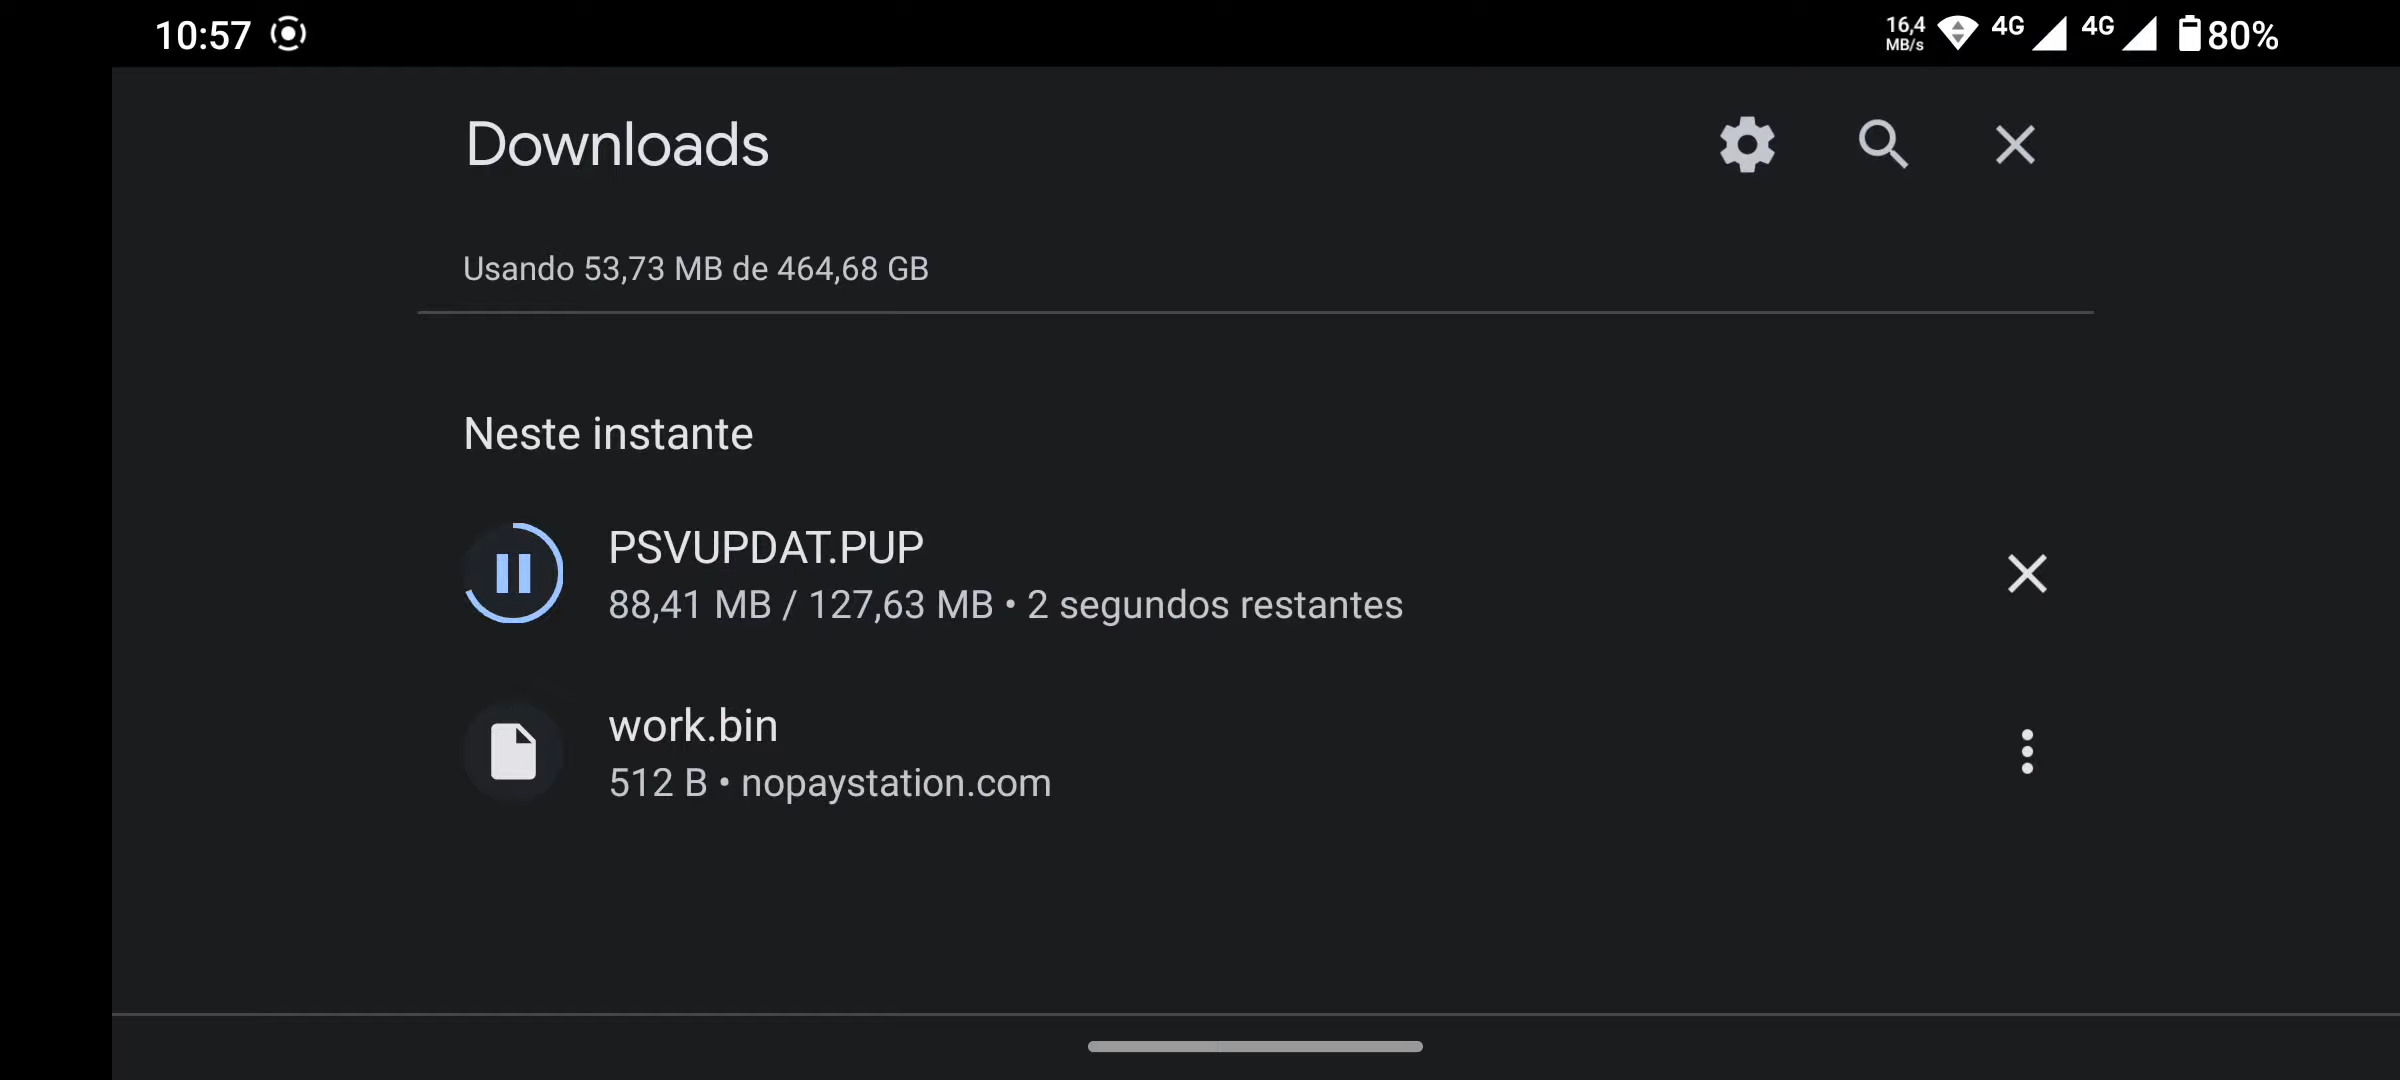 10:57
16,4 MB/s 4G 4G 80%
Downloads
Usando 53,73 MB de 464,68 GB
Neste instante
PSVUPDAT.PUP
88,41 MB / 127,63 MB • 2 segundos restantes
work.bin
512 B • nopaystation.com